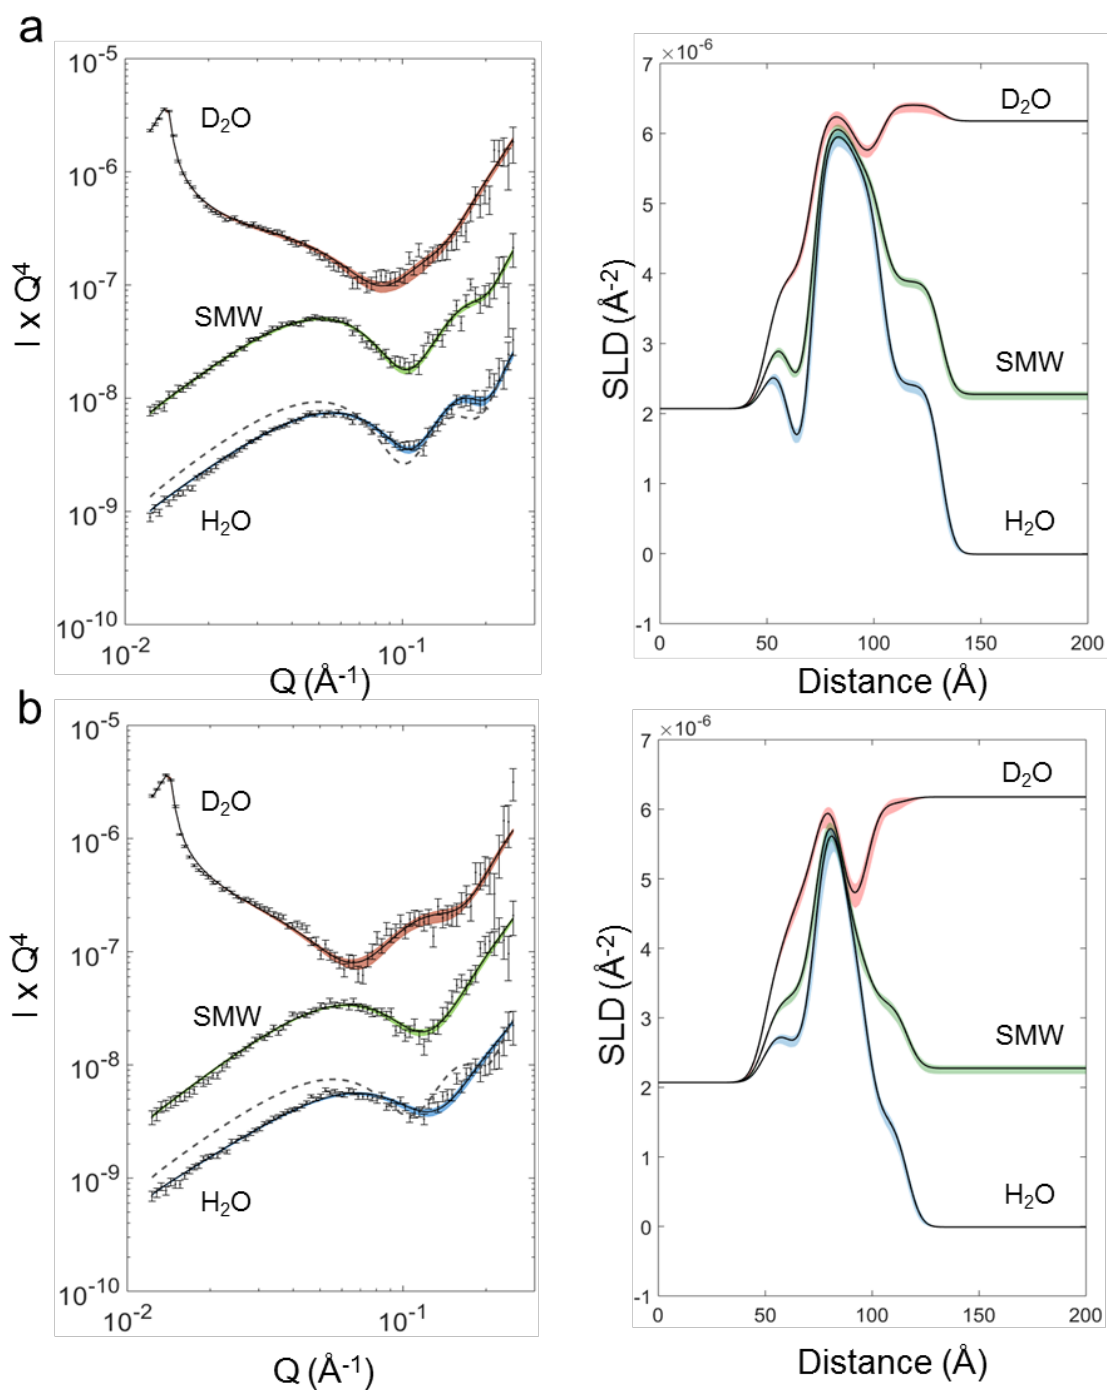 a
10⁻⁵
10⁻⁶
10⁻⁷
10⁻⁸
10⁻⁹
10⁻¹⁰
10⁻²
10⁻¹
I x Q⁴
Q (Å⁻¹)
D₂O
SMW
H₂O
×10⁻⁶
7
6
5
4
3
2
1
0
-1
0
50
100
150
200
SLD (Å⁻²)
Distance (Å)
D₂O
SMW
H₂O
b
10⁻⁵
10⁻⁶
10⁻⁷
10⁻⁸
10⁻⁹
10⁻¹⁰
10⁻²
10⁻¹
I x Q⁴
Q (Å⁻¹)
D₂O
SMW
H₂O
×10⁻⁶
7
6
5
4
3
2
1
0
-1
0
50
100
150
200
SLD (Å⁻²)
Distance (Å)
D₂O
SMW
H₂O